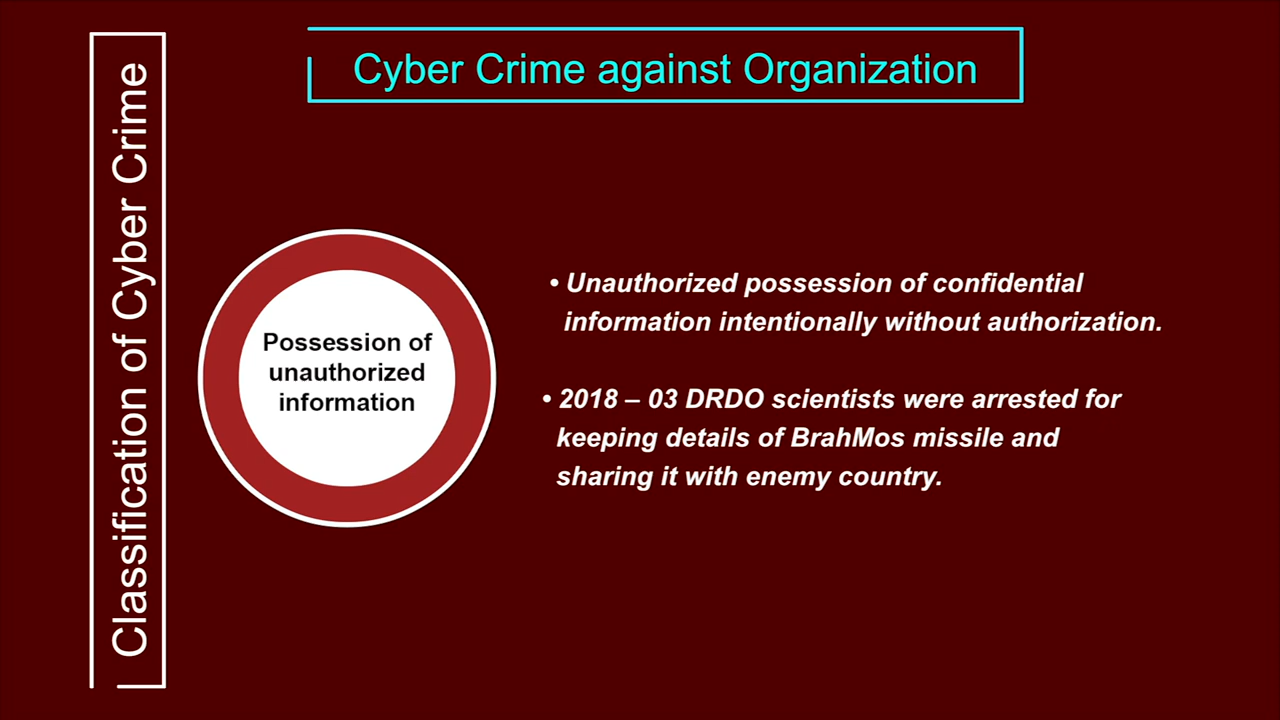 Cyber Crime against Organization
Classification of Cyber Crime
Possession of
unauthorized
information
• Unauthorized possession of confidential
information intentionally without authorization.
• 2018 – 03 DRDO scientists were arrested for
keeping details of BrahMos missile and
sharing it with enemy country.